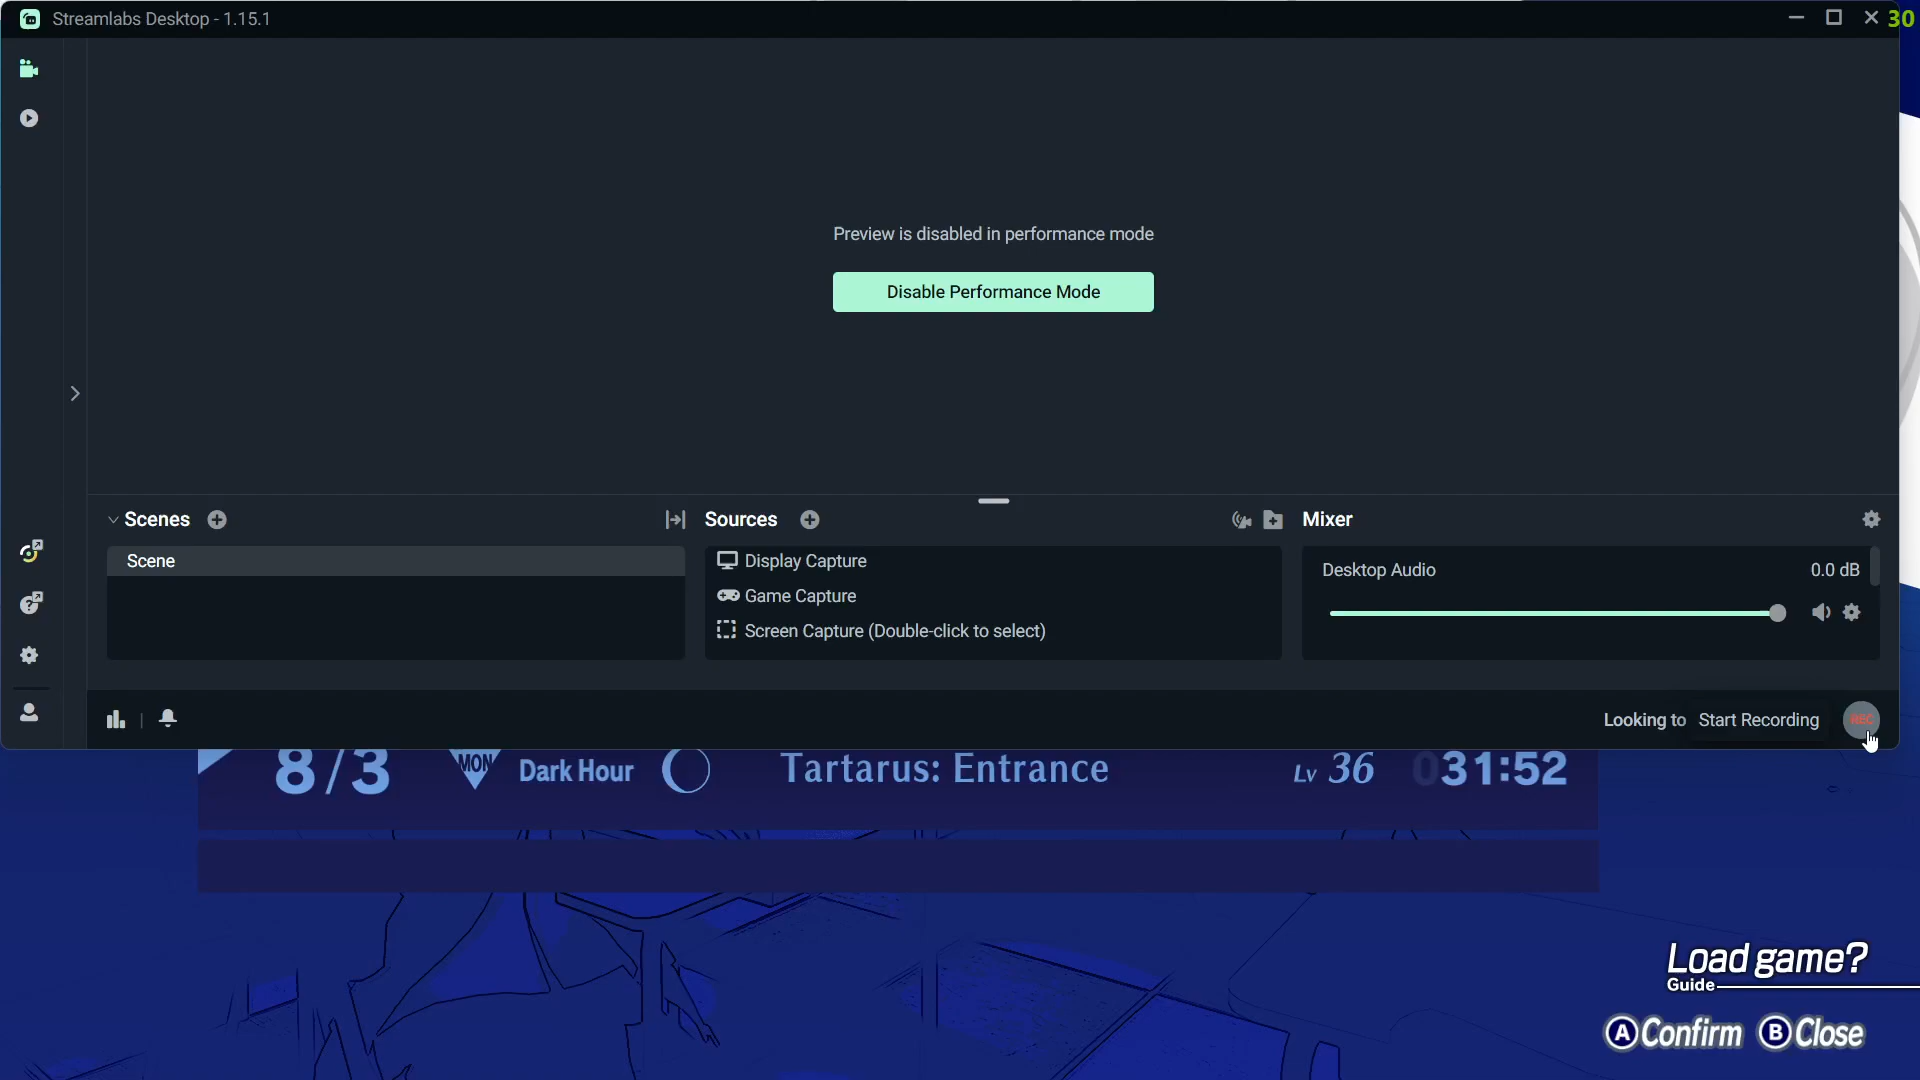 Streamlabs Desktop - 1.15.1
30
Preview is disabled in performance mode
Disable Performance Mode
Scenes
Sources
Mixer
Scene
Display Capture
Game Capture
Screen Capture (Double-click to select)
Desktop Audio
0.0 dB
Looking to
Start Recording
REC
8/3 MON Dark Hour Tartarus: Entrance Lv 36 031:52
Load game?
Guide
A Confirm B Close